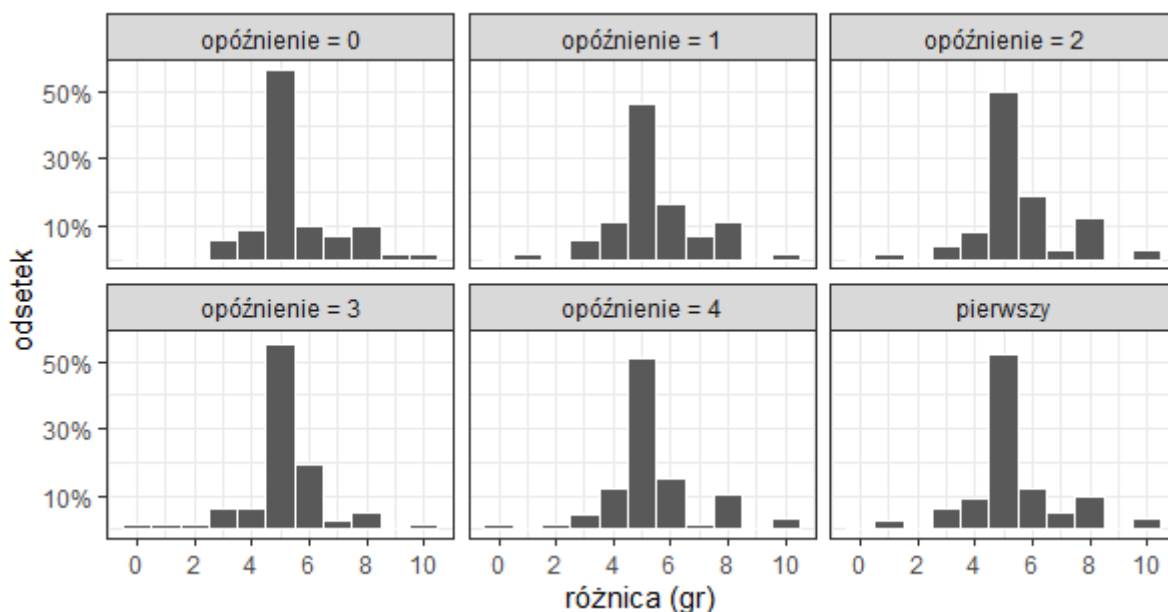 opóźnienie = 0
opóźnienie = 1
opóźnienie = 2
50%
30%
10%
opóźnienie = 3
opóźnienie = 4
pierwszy
50%
30%
10%
odsetek
0 2 4 6 8 10
0 2 4 6 8 10
0 2 4 6 8 10
różnica (gr)